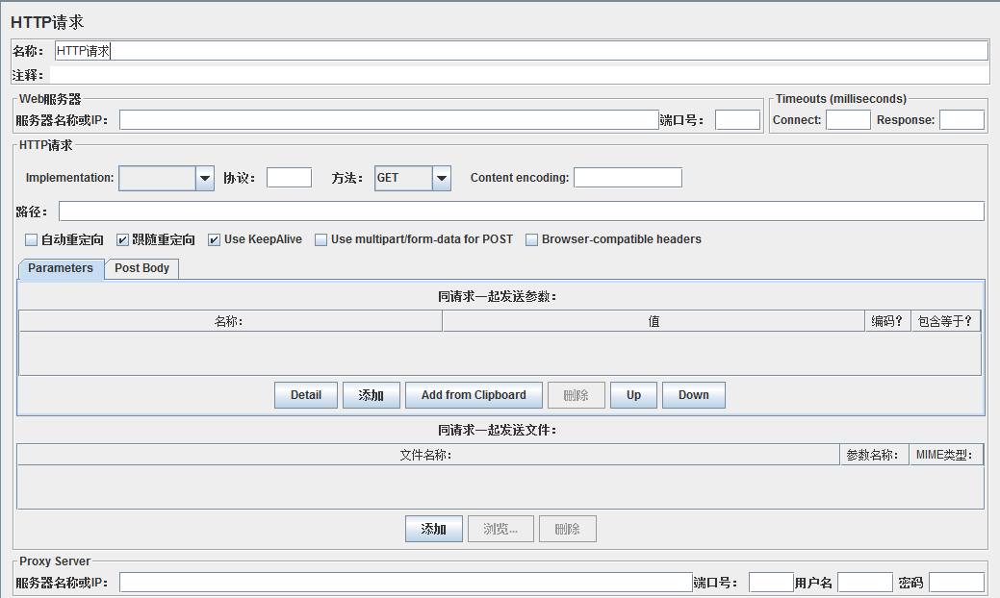 HTTP请求
名称： HTTP请求
注释：
Web服务器
Timeouts (milliseconds)
服务器名称或IP： 端口号： Connect: Response:
HTTP请求
Implementation: 协议： 方法： GET Content encoding:
路径：
自动重定向 跟随重定向 Use KeepAlive Use multipart/form-data for POST Browser-compatible headers
Parameters Post Body
同请求一起发送参数：
名称： 值 编码？ 包含等于？
Detail 添加 Add from Clipboard 删除 Up Down
同请求一起发送文件：
文件名称： 参数名称： MIME类型：
添加 浏览... 删除
Proxy Server
服务器名称或IP： 端口号： 用户名 密码